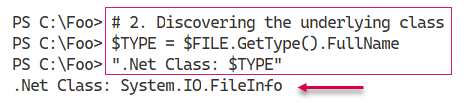 PS C:\Foo> # 2. Discovering the underlying class
PS C:\Foo> $TYPE = $FILE.GetType().FullName
PS C:\Foo> ".Net Class: $TYPE"
.Net Class: System.IO.FileInfo